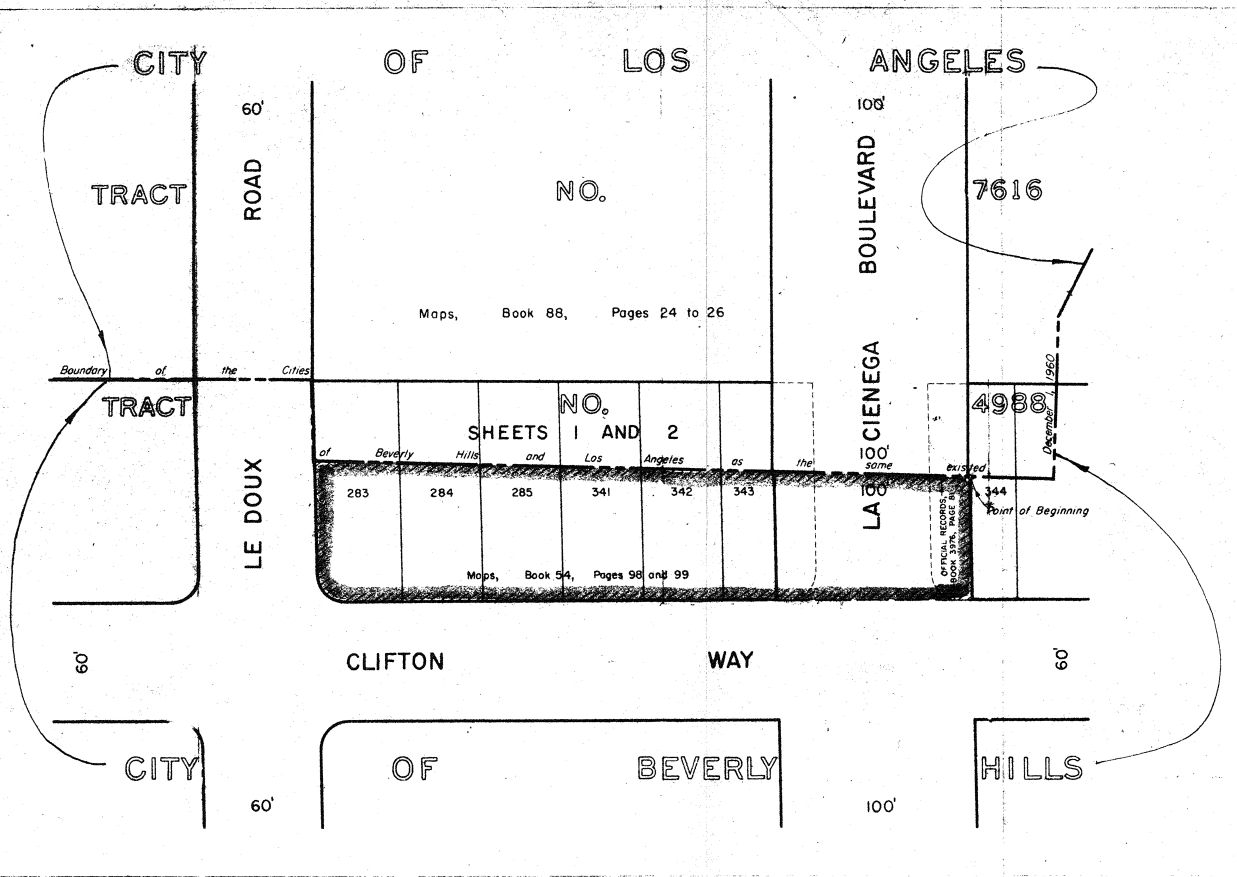 CITY OF LOS ANGELES
60'
100'
ROAD
BOULEVARD
TRACT NO. 7616
Maps, Book 88, Pages 24 to 26
Boundary of the Cities
December 1, 1960
TRACT NO. 4988
SHEETS 1 AND 2
LA CIENEGA
100'
of Beverly Hills and Los Angeles as the same existed
LE DOUX
283 284 285 341 342 343 100' 344
Point of Beginning
OFFICIAL RECORDS,
BOOK 3976, PAGE
Maps, Book 54, Pages 98 and 99
60' CLIFTON WAY 60'
CITY OF BEVERLY HILLS
60' 100'